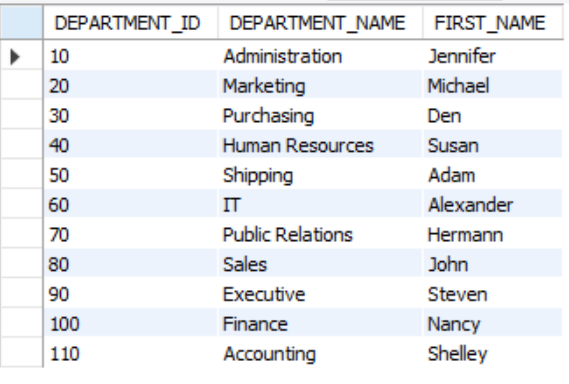 DEPARTMENT_ID DEPARTMENT_NAME FIRST_NAME
10 Administration Jennifer
20 Marketing Michael
30 Purchasing Den
40 Human Resources Susan
50 Shipping Adam
60 IT Alexander
70 Public Relations Hermann
80 Sales John
90 Executive Steven
100 Finance Nancy
110 Accounting Shelley